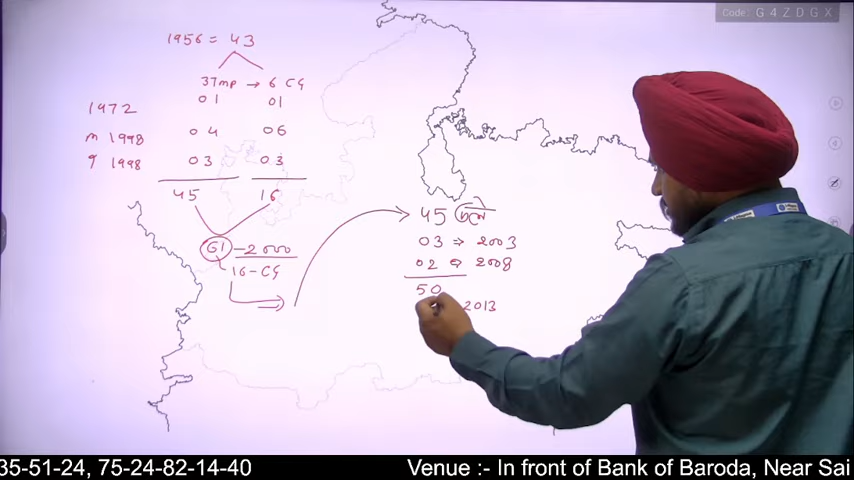 Code: G4ZDGX
1956 = 43
37mp → 6 CG
01 01
1972
m 1998 04 06
9 1998 03 03
45 16
61 -2000
16-CG
45 बचे
03 ⇒ 2003
02 ⇒ 2008
50
2013
35-51-24, 75-24-82-14-40 Venue :- In front of Bank of Baroda, Near Sai